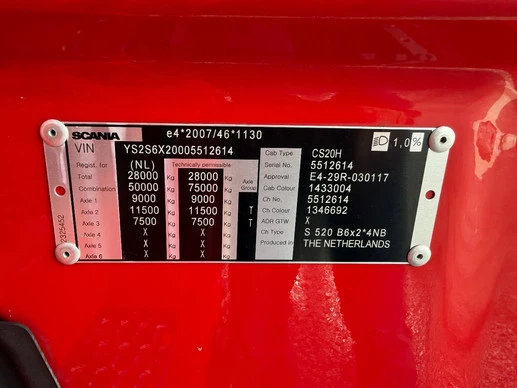 SCANIA e4*2007/46*1130 1,0%
VIN YS2S6X20005512614
Regist. for (NL) Technically permissible
Total 28000 Kg 28000 Kg
Combination 50000 Kg 75000 Kg Axle Group
Axle 1 9000 Kg 9000 Kg
Axle 2 11500 Kg 11500 Kg T
Axle 3 7500 Kg 7500 Kg T
Axle 4 X Kg X Kg
Axle 5 X Kg X Kg
Axle 6 X Kg X Kg
Cab Type CS20H
Serial No. 5512614
Approval E4-29R-030117
Cab Colour 1433004
Ch No. 5512614
Ch Colour 1346692
ADR GTW X
Ch Type S 520 B6x2*4NB
Produced in THE NETHERLANDS
2325452